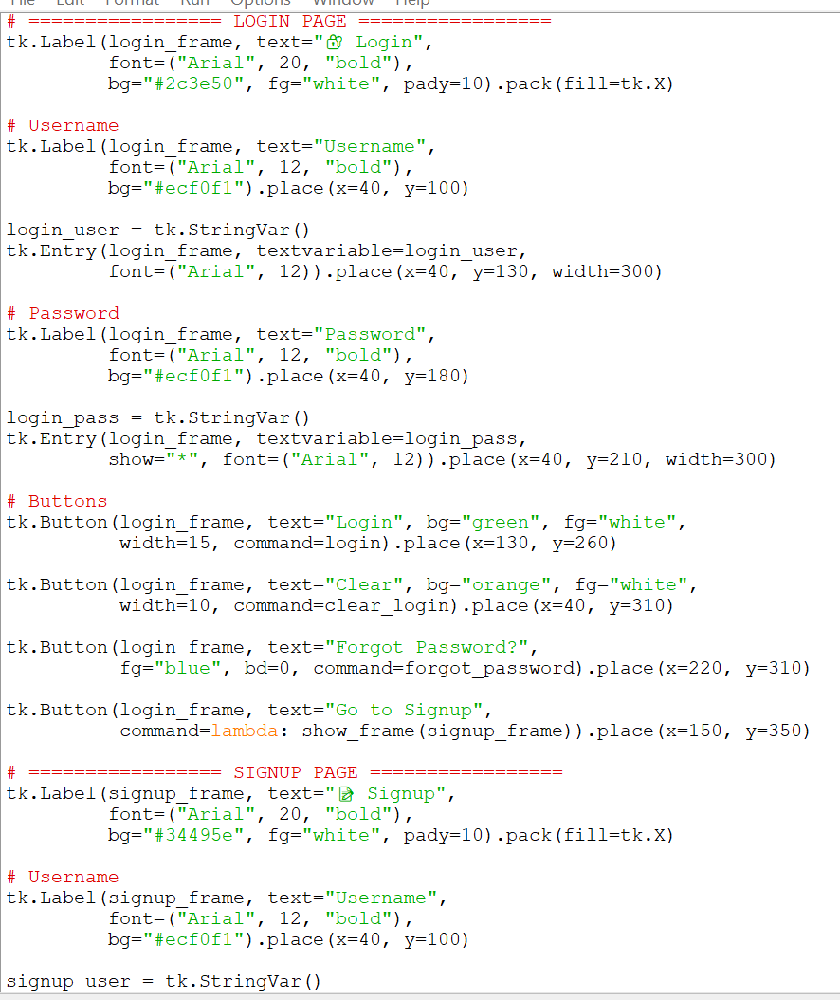 File Edit Format Run Options Window Help
# ================= LOGIN PAGE =================
tk.Label(login_frame, text="🔐 Login",
         font=("Arial", 20, "bold"),
         bg="#2c3e50", fg="white", pady=10).pack(fill=tk.X)

# Username
tk.Label(login_frame, text="Username",
         font=("Arial", 12, "bold"),
         bg="#ecf0f1").place(x=40, y=100)

login_user = tk.StringVar()
tk.Entry(login_frame, textvariable=login_user,
         font=("Arial", 12)).place(x=40, y=130, width=300)

# Password
tk.Label(login_frame, text="Password",
         font=("Arial", 12, "bold"),
         bg="#ecf0f1").place(x=40, y=180)

login_pass = tk.StringVar()
tk.Entry(login_frame, textvariable=login_pass,
         show="*", font=("Arial", 12)).place(x=40, y=210, width=300)

# Buttons
tk.Button(login_frame, text="Login", bg="green", fg="white",
          width=15, command=login).place(x=130, y=260)

tk.Button(login_frame, text="Clear", bg="orange", fg="white",
          width=10, command=clear_login).place(x=40, y=310)

tk.Button(login_frame, text="Forgot Password?",
          fg="blue", bd=0, command=forgot_password).place(x=220, y=310)

tk.Button(login_frame, text="Go to Signup",
          command=lambda: show_frame(signup_frame)).place(x=150, y=350)

# ================= SIGNUP PAGE =================
tk.Label(signup_frame, text="📝 Signup",
         font=("Arial", 20, "bold"),
         bg="#34495e", fg="white", pady=10).pack(fill=tk.X)

# Username
tk.Label(signup_frame, text="Username",
         font=("Arial", 12, "bold"),
         bg="#ecf0f1").place(x=40, y=100)

signup_user = tk.StringVar()